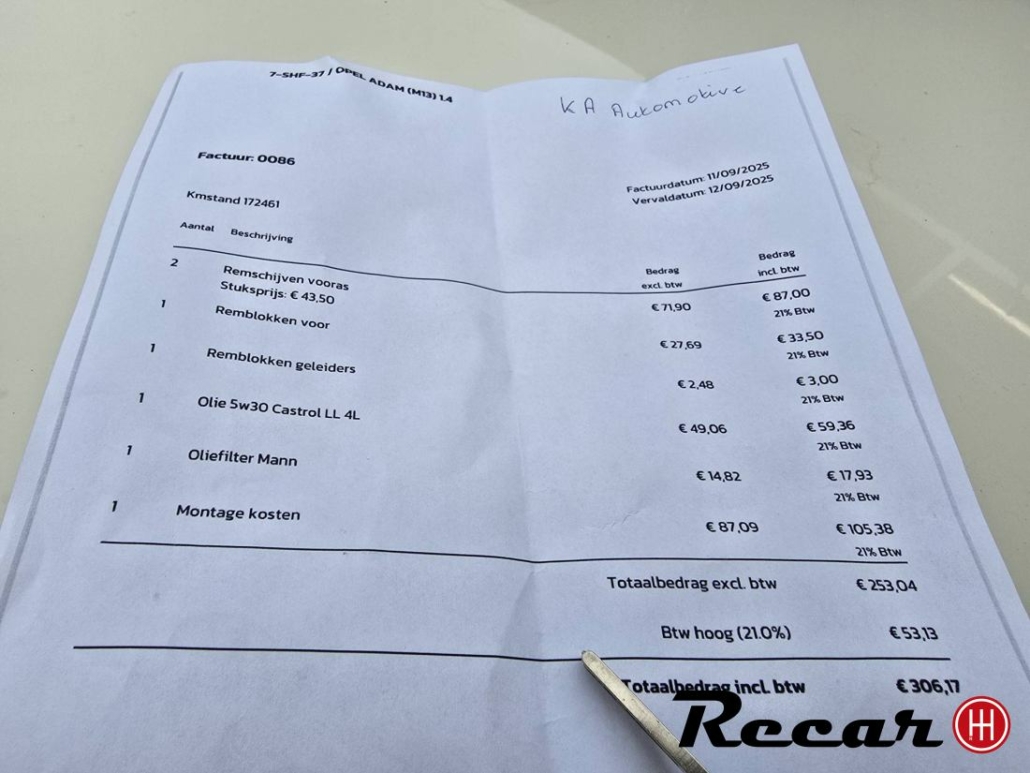 7-SHF-37 / OPEL ADAM (M13) 1.4
KA Automotive
Factuur: 0086
Factuurdatum: 11/09/2025
Vervaldatum: 12/09/2025
Kmstand 172461
Aantal Beschrijving Bedrag excl. btw Bedrag incl. btw
2 Remschijven vooras € 71,90 € 87,00
Stuksprijs: € 43,50 21% Btw
1 Remblokken voor € 27,69 € 33,50
21% Btw
1 Remblokken geleiders € 2,48 € 3,00
21% Btw
1 Olie 5w30 Castrol LL 4L € 49,06 € 59,36
21% Btw
1 Oliefilter Mann € 14,82 € 17,93
21% Btw
1 Montage kosten € 87,09 € 105,38
21% Btw
Totaalbedrag excl. btw € 253,04
Btw hoog (21.0%) € 53,13
Totaalbedrag incl. btw € 306,17
Recar H